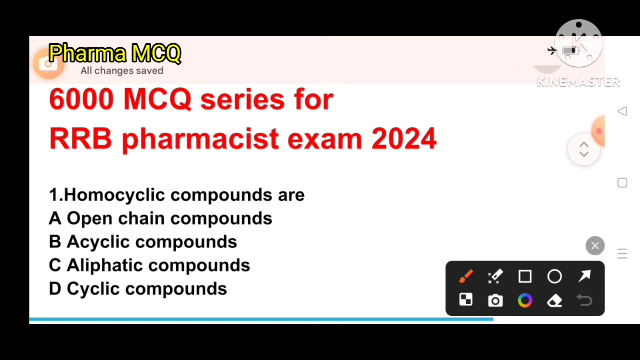 Pharma MCQ
All changes saved
KINEMASTER
6000 MCQ series for
RRB pharmacist exam 2024
1.Homocyclic compounds are
A Open chain compounds
B Acyclic compounds
C Aliphatic compounds
D Cyclic compounds